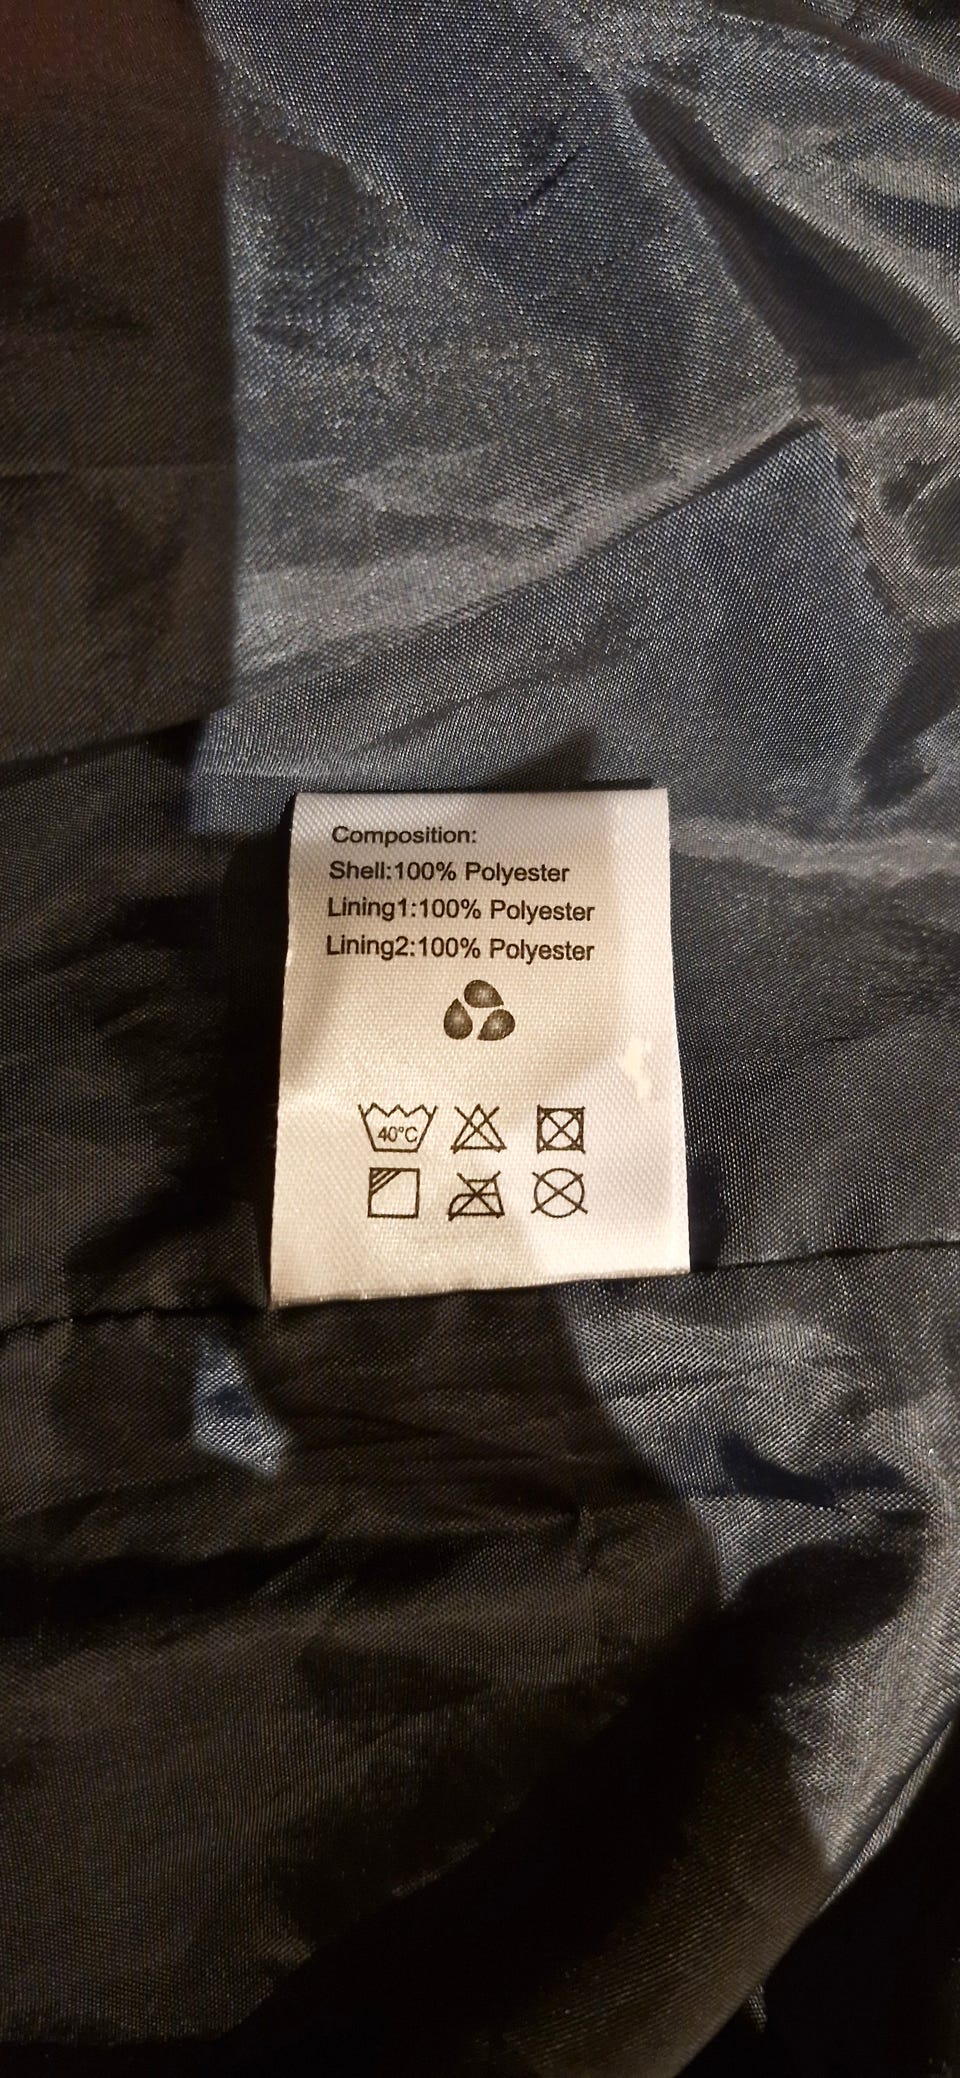 Composition:
Shell:100% Polyester
Lining1:100% Polyester
Lining2:100% Polyester
40°C